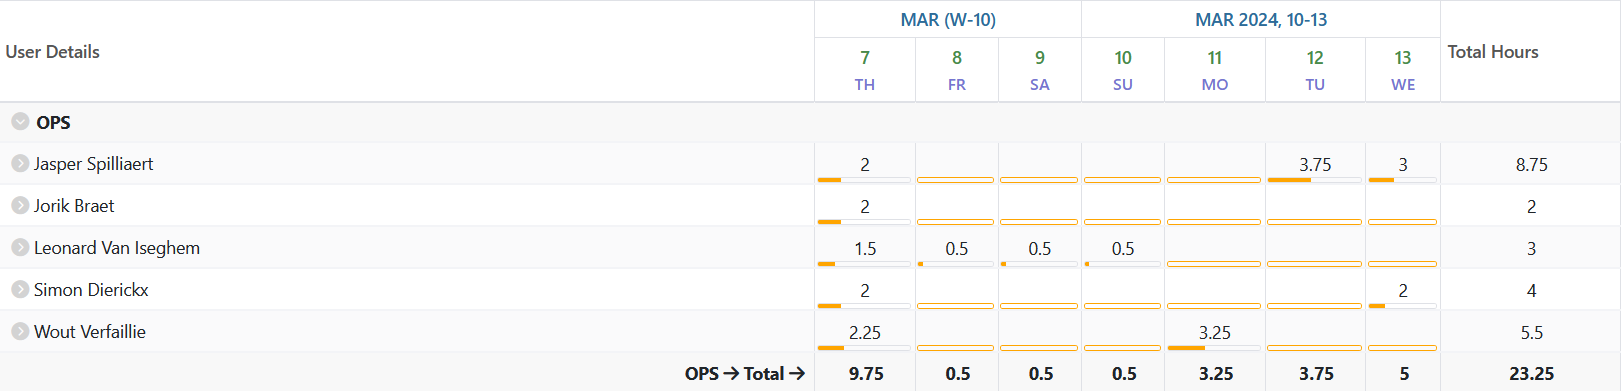 User Details MAR (W-10) MAR 2024, 10-13 Total Hours
7 8 9 10 11 12 13
TH FR SA SU MO TU WE
OPS
Jasper Spilliaert 2 3.75 3 8.75
Jorik Braet 2 2
Leonard Van Iseghem 1.5 0.5 0.5 0.5 3
Simon Dierickx 2 2 4
Wout Verfaillie 2.25 3.25 5.5
OPS → Total → 9.75 0.5 0.5 0.5 3.25 3.75 5 23.25